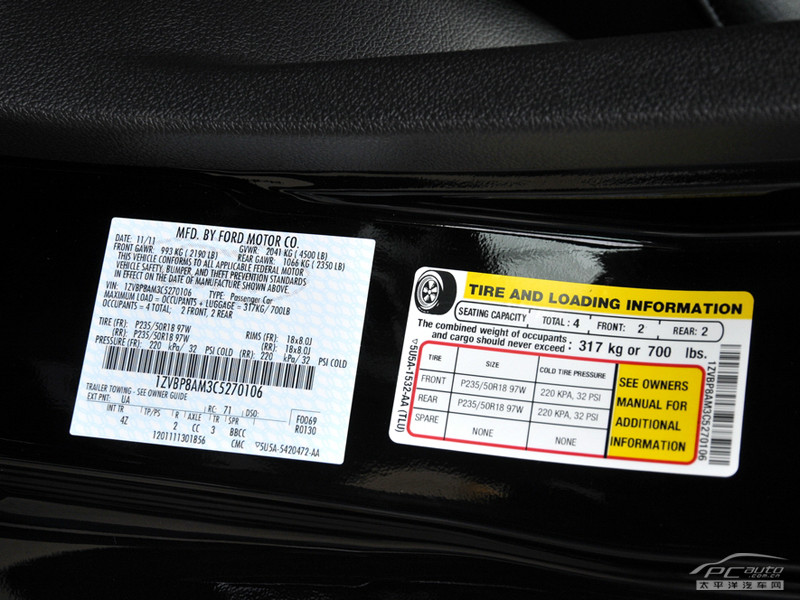 MFD. BY FORD MOTOR CO.
DATE: 11/11 GVWR: 2041 KG ( 4500 LB)
FRONT GAWR: 993 KG ( 2190 LB) REAR GAWR: 1066 KG ( 2350 LB)
THIS VEHICLE CONFORMS TO ALL APPLICABLE FEDERAL MOTOR
VEHICLE SAFETY, BUMPER, AND THEFT PREVENTION STANDARDS
IN EFFECT ON THE DATE OF MANUFACTURE SHOWN ABOVE.
VIN: 1ZVBP8AM3C5270106 TYPE: Passenger Car
MAXIMUM LOAD = OCCUPANTS + LUGGAGE = 317KG/700LB
OCCUPANTS = 4 TOTAL: 2 FRONT, 2 REAR
TIRE (FR): P235/50R18 97W RIMS (FR): 18x8.0J
(RR): P235/50R18 97W (RR): 18x8.0J
PRESSURE (FR): 220 kPa/ 32 PSI COLD (RR): 220 kPa/ 32 PSI COLD
1ZVBP8AM3C5270106
TRAILER TOWING - SEE OWNER GUIDE
EXT PNT: UA RC: 71 DSO: F0069
INT TR TP/PS R AXLE TR SPR R0130
4Z 2 CC 3 BBCC
1201111301856 CMC ▽5U5A-5420472-AA
TIRE AND LOADING INFORMATION
SEATING CAPACITY TOTAL: 4 FRONT: 2 REAR: 2
The combined weight of occupants
and cargo should never exceed: 317 kg or 700 lbs.
TIRE SIZE COLD TIRE PRESSURE
FRONT P235/50R18 97W 220 KPA, 32 PSI
REAR P235/50R18 97W 220 KPA, 32 PSI
SPARE NONE NONE
SEE OWNERS
MANUAL FOR
ADDITIONAL
INFORMATION
▽5U5A-1532-AA (TLU)
1ZVBP8AM3C5270106
PCauto
.com.cn
太平洋汽车网